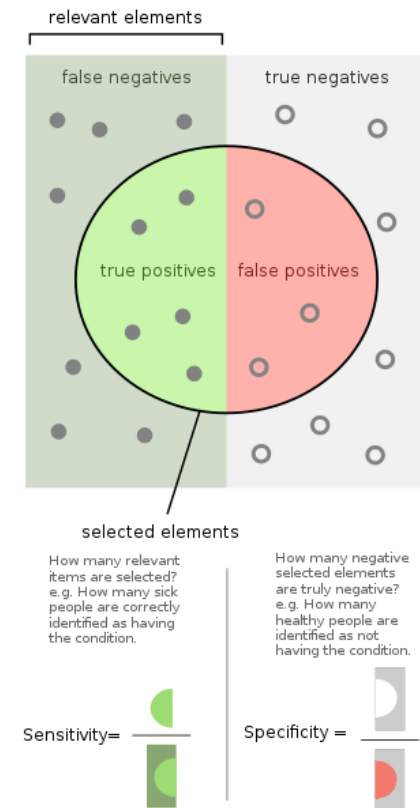 relevant elements
false negatives
true negatives
true positives
false positives
selected elements
How many relevant
items are selected?
e.g. How many sick
people are correctly
identified as having
the condition.
How many negative
selected elements
are truly negative?
e.g. How many
healthy people are
identified as not
having the condition.
Sensitivity=
Specificity =